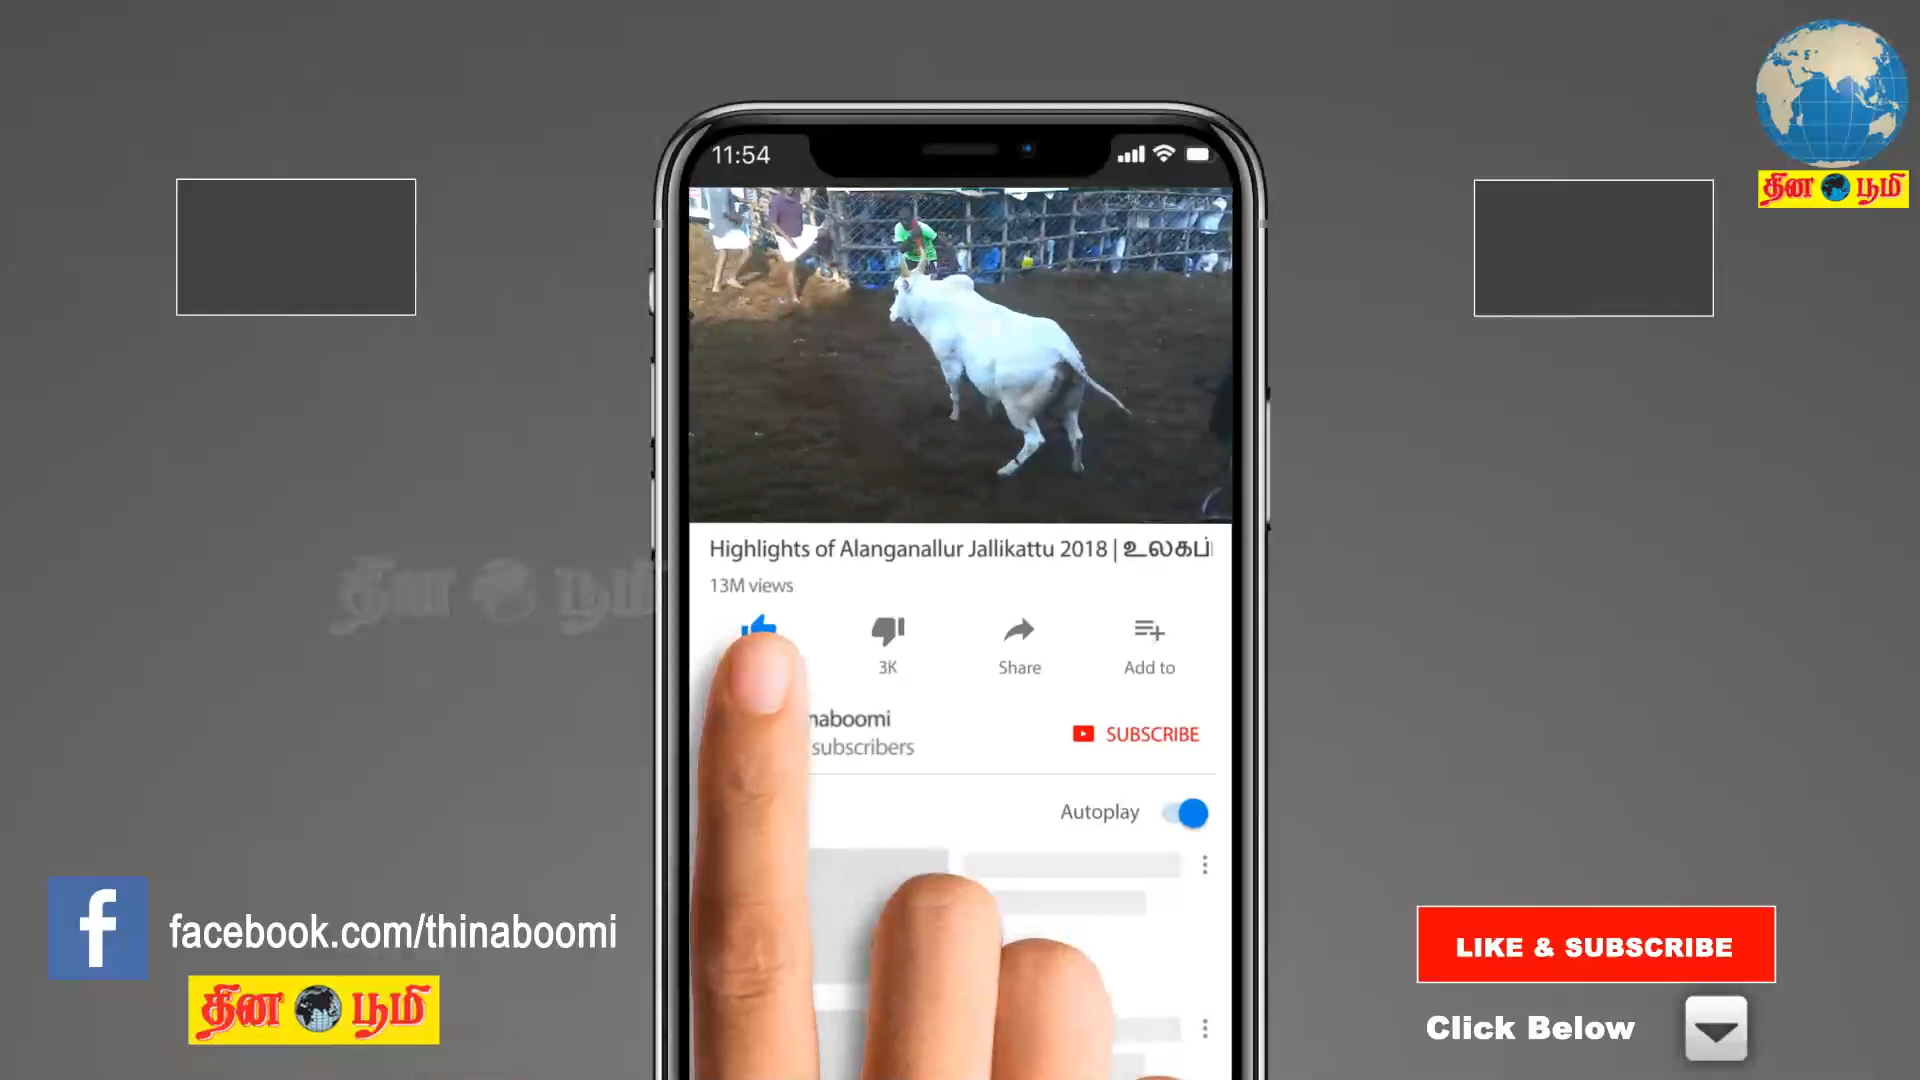 11:54
தின பூமி
Highlights of Alanganallur Jallikattu 2018 | உலகப்
13M views
தின பூமி
3K
Share
Add to
naboomi
subscribers
SUBSCRIBE
Autoplay
f
facebook.com/thinaboomi
தின பூமி
LIKE & SUBSCRIBE
Click Below